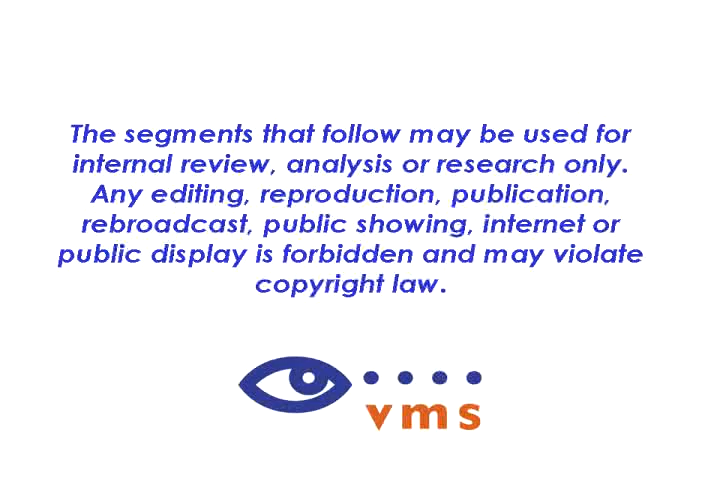 The segments that follow may be used for
internal review, analysis or research only.
Any editing, reproduction, publication,
rebroadcast, public showing, internet or
public display is forbidden and may violate
copyright law.
vms